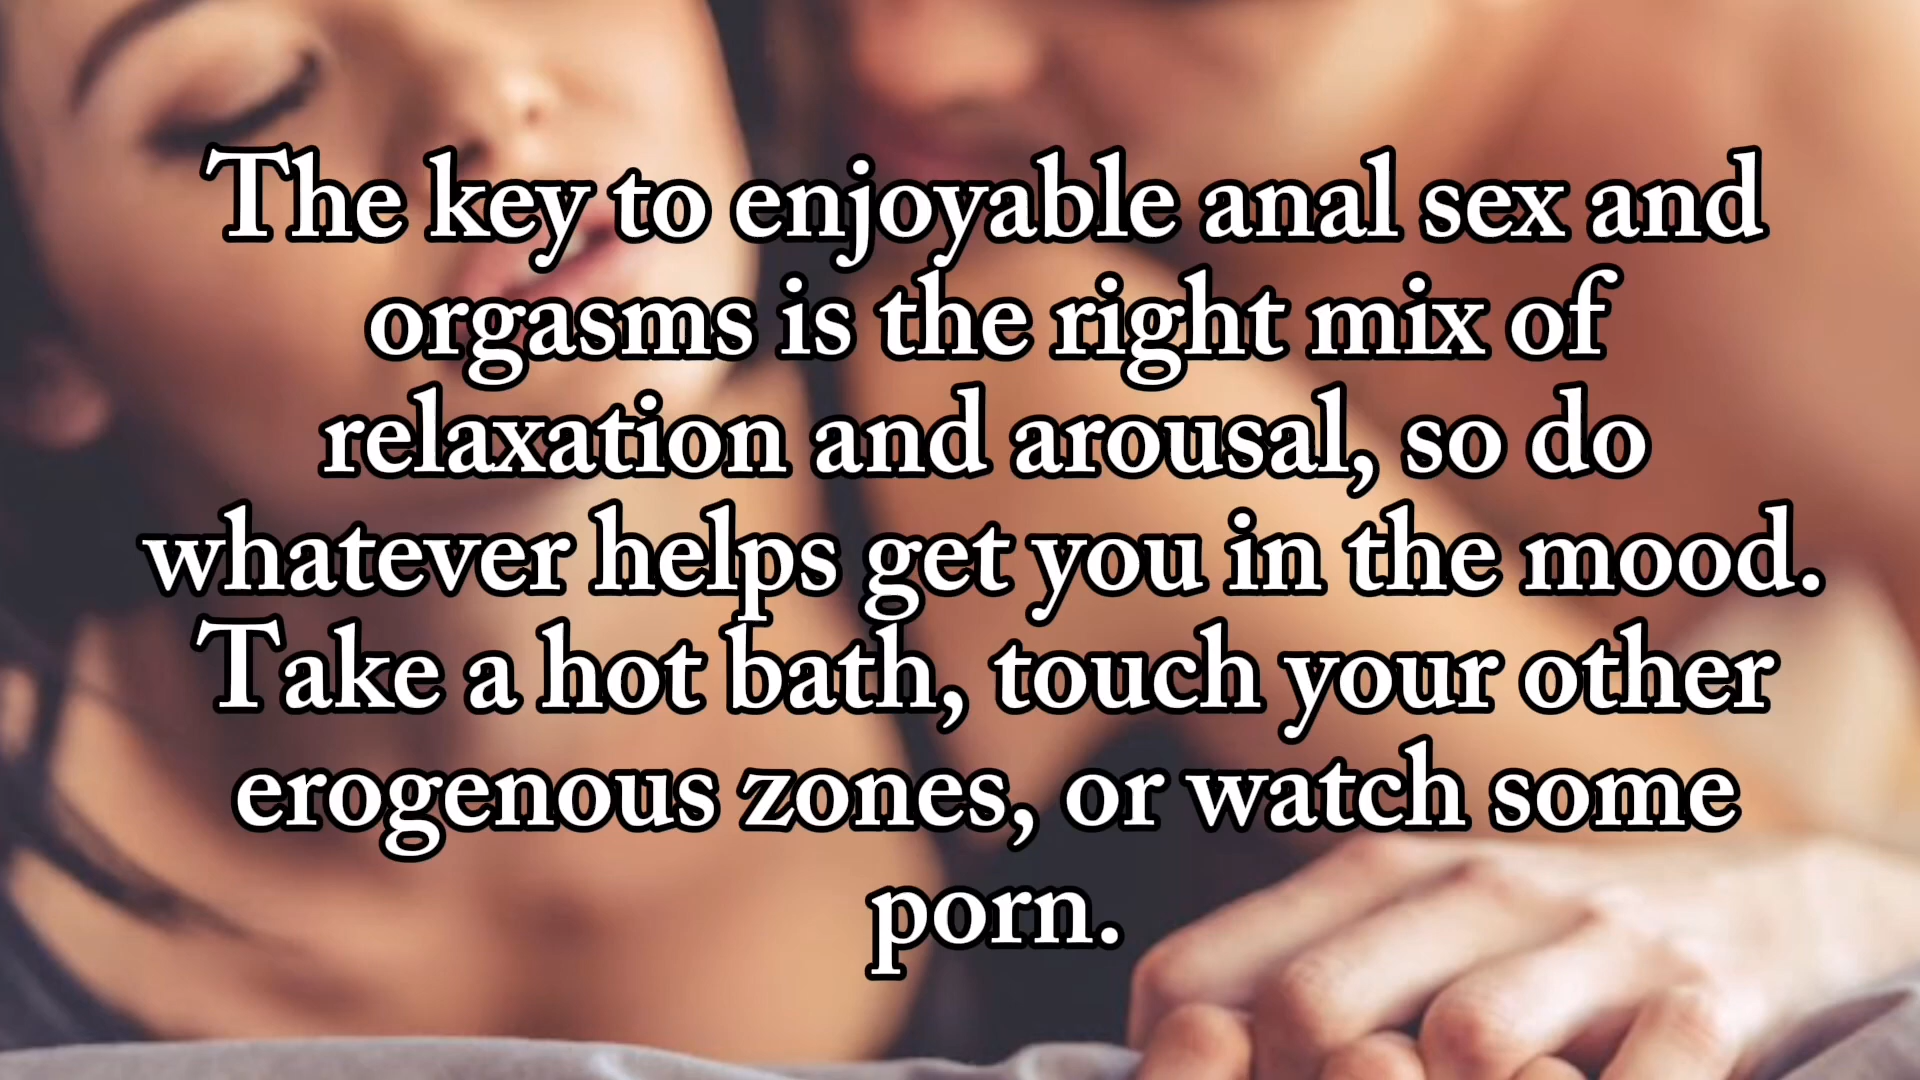 The key to enjoyable anal sex and
orgasms is the right mix of
relaxation and arousal, so do
whatever helps get you in the mood.
Take a hot bath, touch your other
erogenous zones, or watch some
porn.